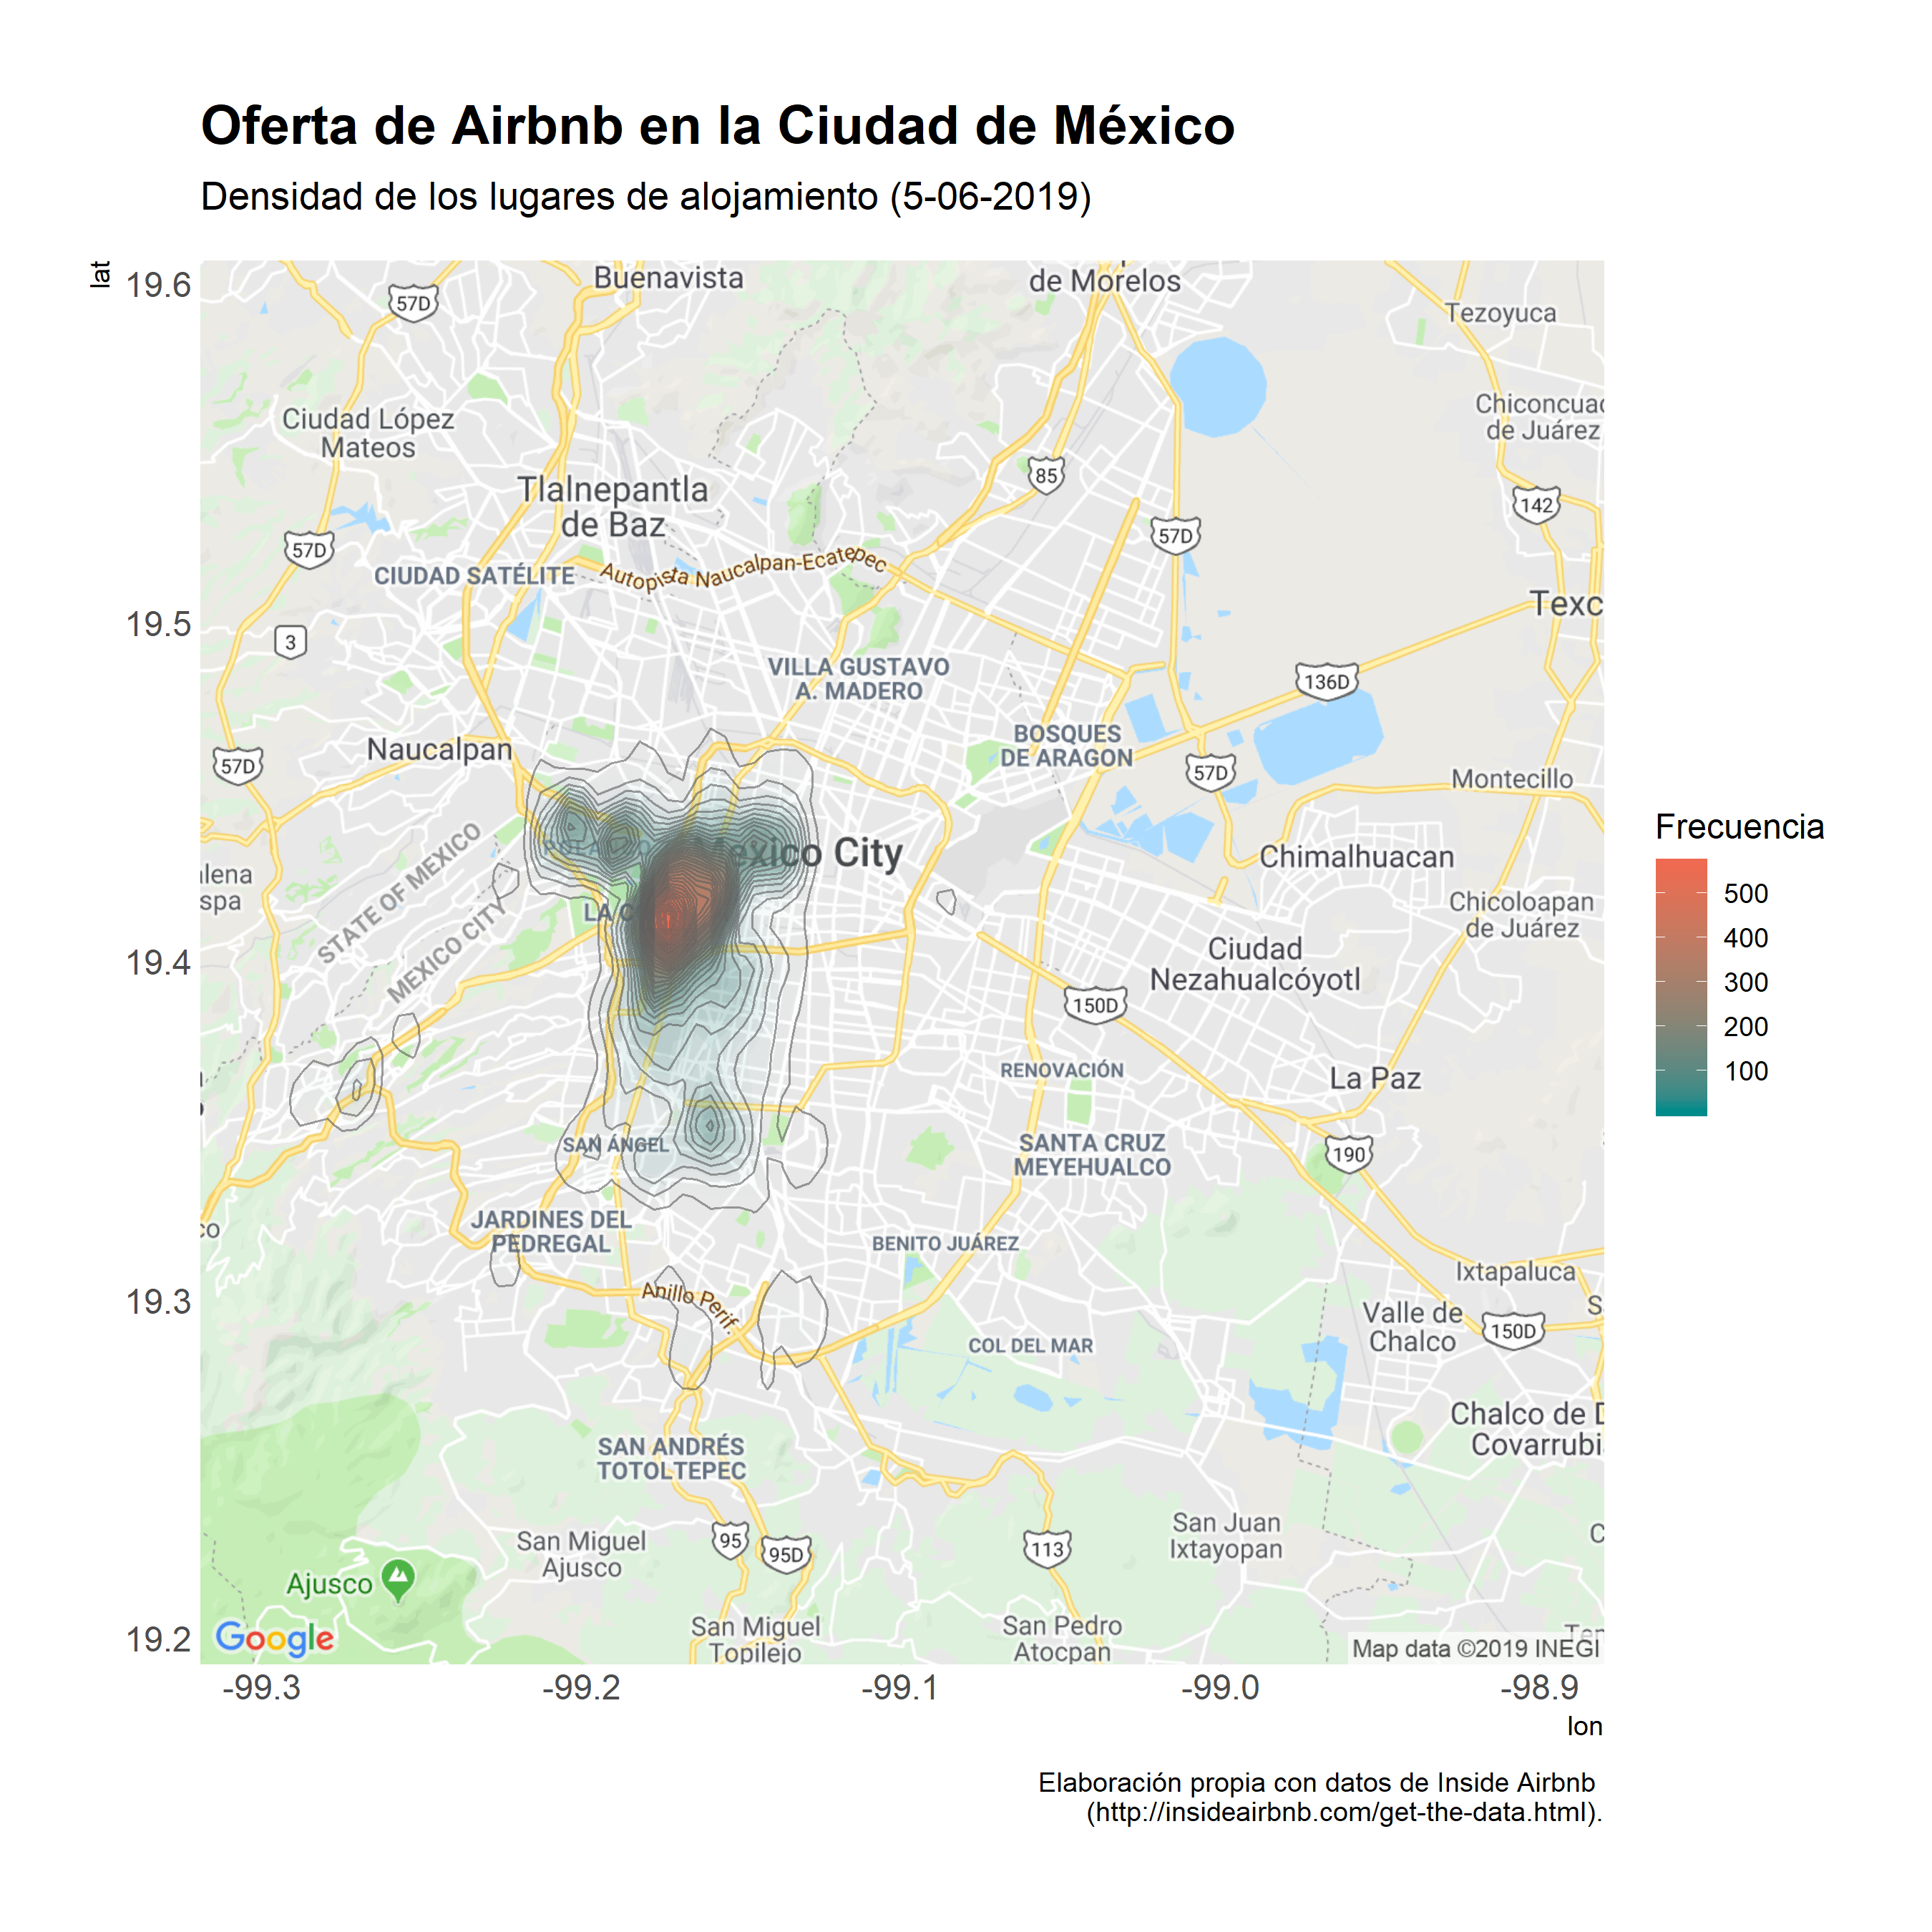 Oferta de Airbnb en la Ciudad de México
Densidad de los lugares de alojamiento (5-06-2019)
lat
19.6
19.5
19.4
19.3
19.2
Buenavista
de Morelos
57D
Tezoyuca
Ciudad López
Mateos
Chiconcuac
de Juárez
85
Tlalnepantla
de Baz
142
57D
57D
CIUDAD SATÉLITE
Autopista Naucalpan-Ecatepec
Texc
3
VILLA GUSTAVO
A. MADERO
136D
BOSQUES
DE ARAGON
Naucalpan
57D
57D
Montecillo
Mexico City
Chimalhuacan
STATE OF MEXICO
MEXICO CITY
lena
spa
LA C
Chicoloapan
de Juárez
Ciudad
Nezahualcóyotl
150D
RENOVACIÓN
La Paz
SAN ÁNGEL
SANTA CRUZ
MEYEHUALCO
190
JARDINES DEL
PEDREGAL
co
BENITO JUÁREZ
Ixtapaluca
Anillo Perif.
Valle de
Chalco
S
150D
COL DEL MAR
Chalco de D
Covarrubi
SAN ANDRÉS
TOTOLTEPEC
San Miguel
Ajusco
95
95D
113
San Juan
Ixtayopan
C
Ajusco
San Miguel
Topilejo
San Pedro
Atocpan
Ten
Google
Map data ©2019 INEGI
-99.3
-99.2
-99.1
-99.0
-98.9
lon
Frecuencia
500
400
300
200
100
Elaboración propia con datos de Inside Airbnb
(http://insideairbnb.com/get-the-data.html).